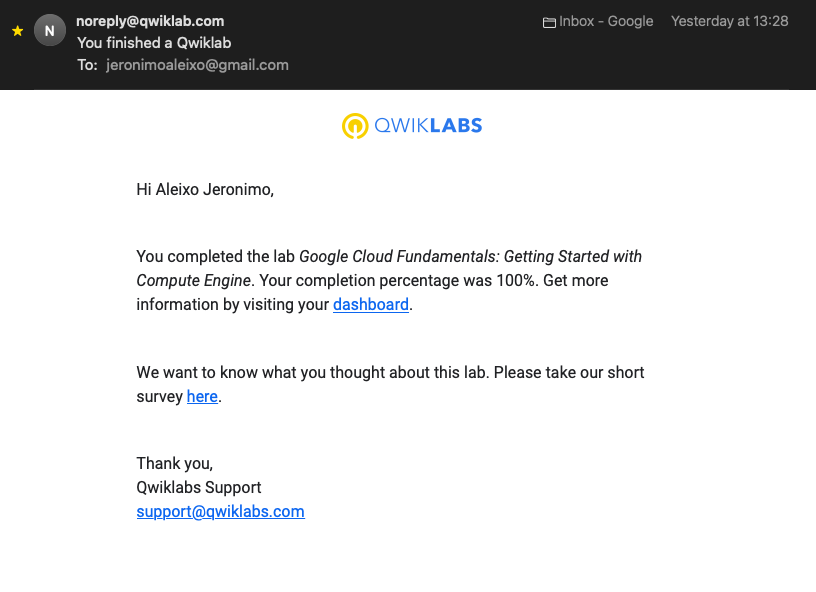 noreply@qwiklab.com
Inbox - Google Yesterday at 13:28
N
You finished a Qwiklab
To: jeronimoaleixo@gmail.com
QWIKLABS
Hi Aleixo Jeronimo,
You completed the lab Google Cloud Fundamentals: Getting Started with
Compute Engine. Your completion percentage was 100%. Get more
information by visiting your dashboard.
We want to know what you thought about this lab. Please take our short
survey here.
Thank you,
Qwiklabs Support
support@qwiklabs.com